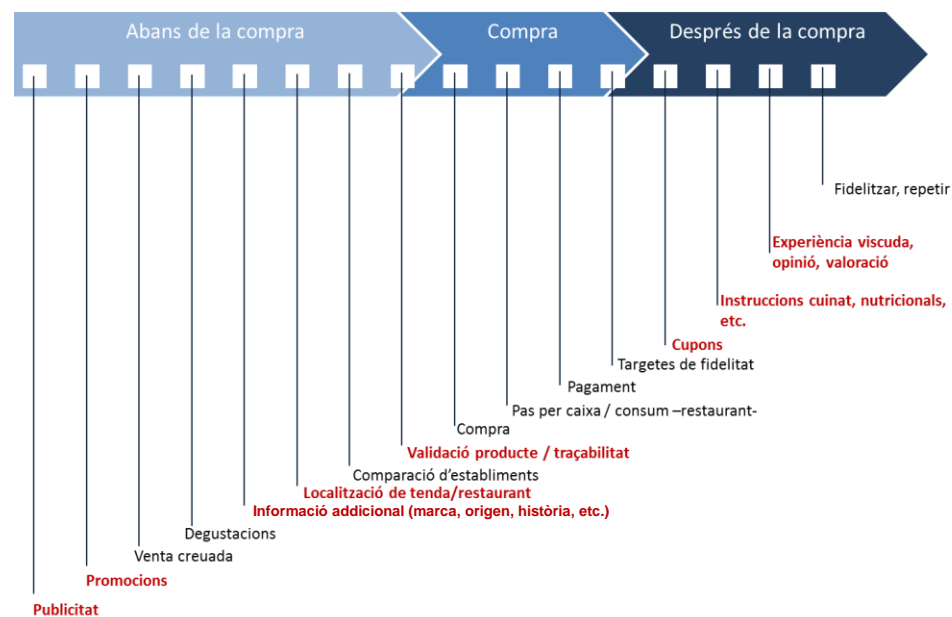 Abans de la compra
Compra
Després de la compra
Fidelitzar, repetir
Experiència viscuda,
opinió, valoració
Instruccions cuinat, nutricionals,
etc.
Cupons
Targetes de fidelitat
Pagament
Pas per caixa / consum –restaurant-
Compra
Validació producte / traçabilitat
Comparació d’establiments
Localització de tenda/restaurant
Informació addicional (marca, origen, història, etc.)
Degustacions
Venta creuada
Promocions
Publicitat